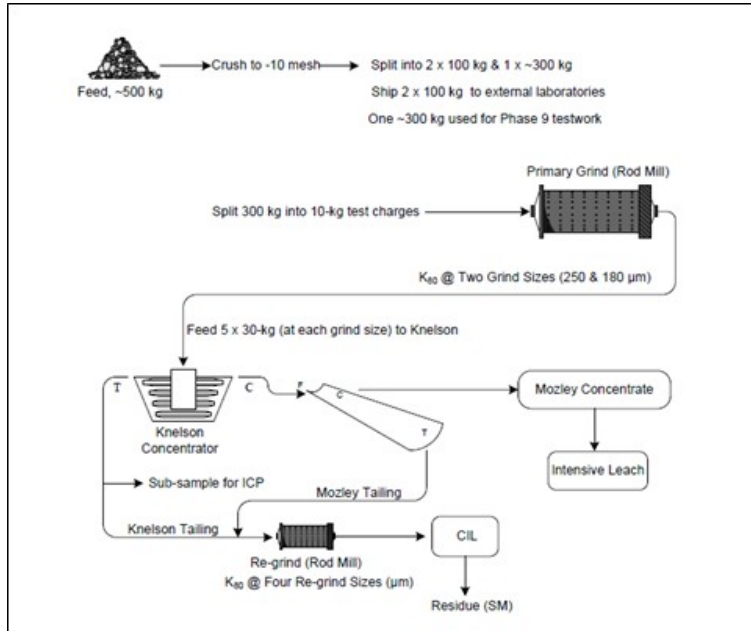 Feed, ~500 kg
Crush to -10 mesh
Split into 2 x 100 kg & 1 x ~300 kg
Ship 2 x 100 kg to external laboratories
One ~300 kg used for Phase 9 testwork
Primary Grind (Rod Mill)
Split 300 kg into 10-kg test charges
K80 @ Two Grind Sizes (250 & 180 µm)
Feed 5 x 30-kg (at each grind size) to Knelson
T
C
F
C
T
Knelson
Concentrator
Mozley Concentrate
Intensive Leach
Sub-sample for ICP
Mozley Tailing
Knelson Tailing
Re-grind (Rod Mill)
K80 @ Four Re-grind Sizes (µm)
CIL
Residue (SM)